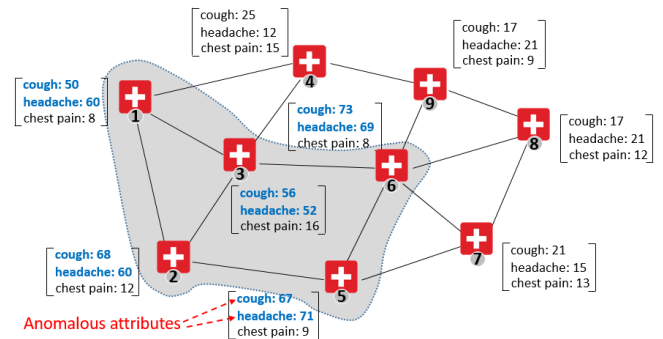 cough: 25
headache: 12
chest pain: 15
4
cough: 17
headache: 21
chest pain: 9
9
cough: 50
headache: 60
chest pain: 8
1
cough: 73
headache: 69
chest pain: 8
6
cough: 17
headache: 21
chest pain: 12
8
3
cough: 56
headache: 52
chest pain: 16
cough: 68
headache: 60
chest pain: 12
2
7
cough: 21
headache: 15
chest pain: 13
5
cough: 67
headache: 71
chest pain: 9
Anomalous attributes